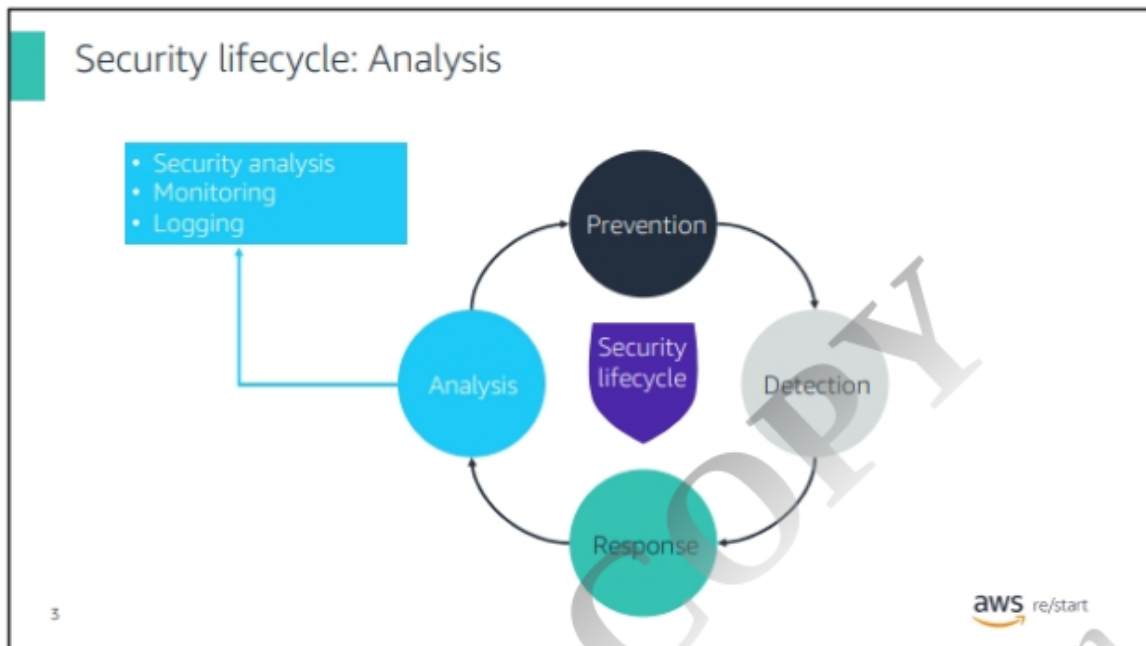 Security lifecycle: Analysis
• Security analysis
• Monitoring
• Logging
Prevention
Security
lifecycle
Analysis
Detection
Response
COPY
3
aws re/start